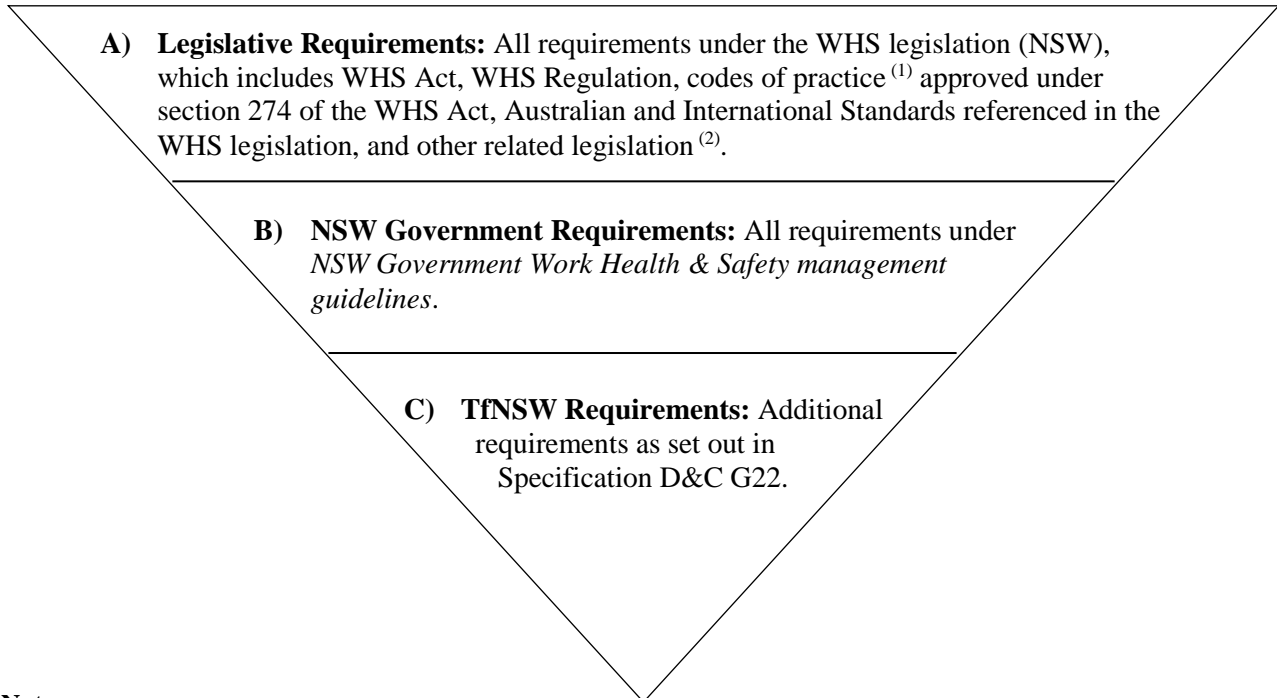 A) Legislative Requirements: All requirements under the WHS legislation (NSW),
which includes WHS Act, WHS Regulation, codes of practice (1) approved under
section 274 of the WHS Act, Australian and International Standards referenced in the
WHS legislation, and other related legislation (2).
B) NSW Government Requirements: All requirements under
NSW Government Work Health & Safety management
guidelines.
C) TfNSW Requirements: Additional
requirements as set out in
Specification D&C G22.